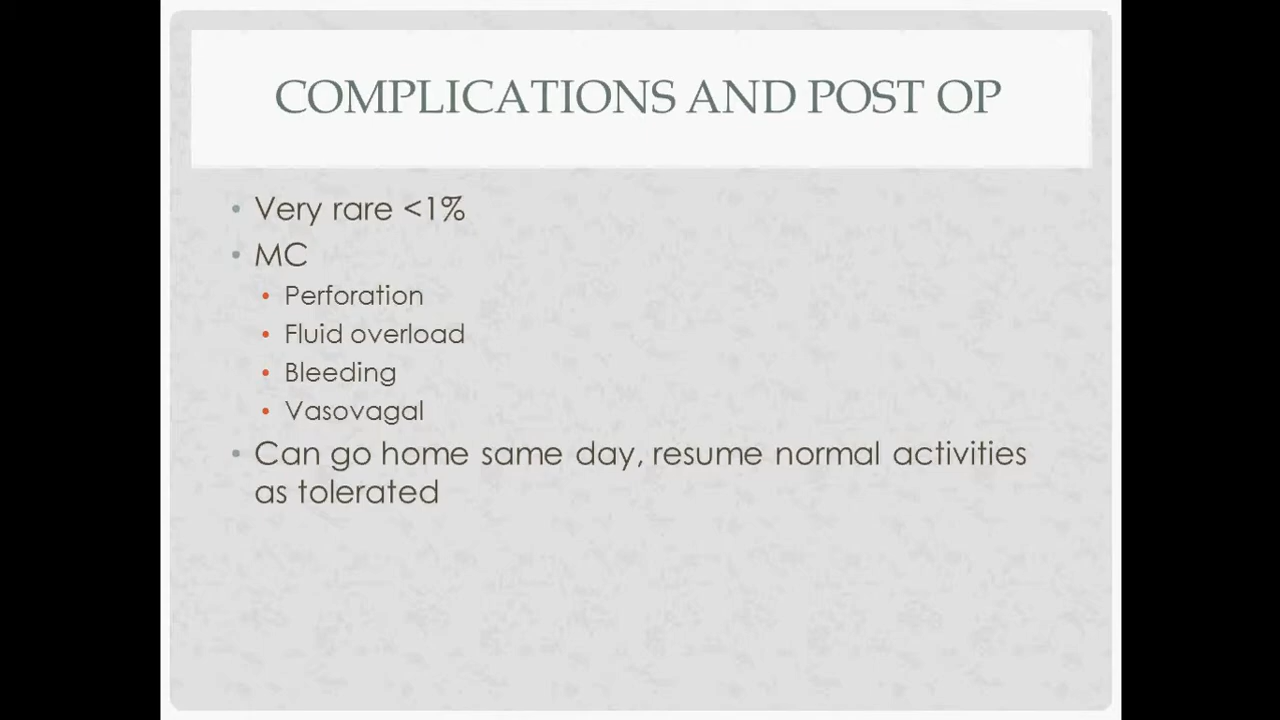 COMPLICATIONS AND POST OP
• Very rare <1%
• MC
• Perforation
• Fluid overload
• Bleeding
• Vasovagal
• Can go home same day, resume normal activities
as tolerated